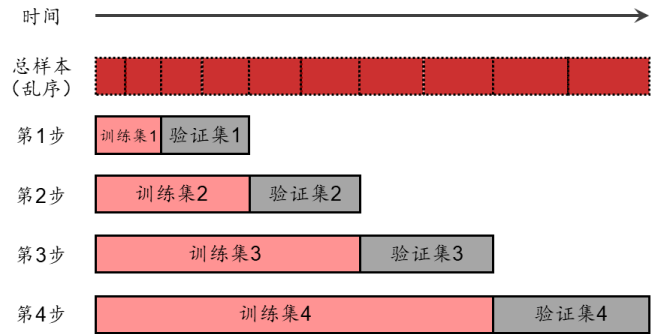 时间
总样本
（乱序）
第1步
训练集1 验证集1
第2步
训练集2 验证集2
第3步
训练集3 验证集3
第4步
训练集4 验证集4